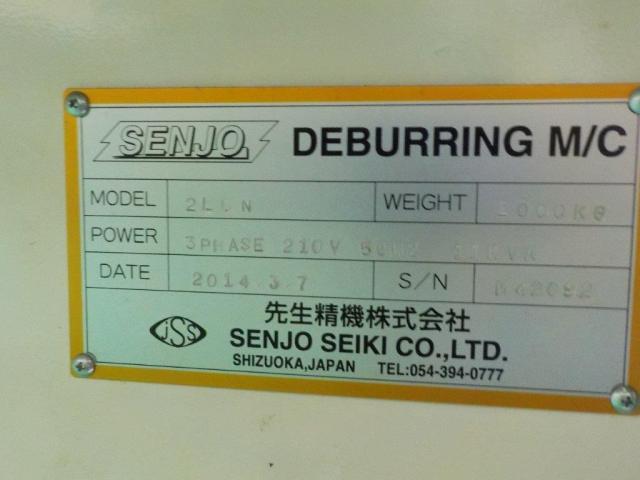 SENJO DEBURRING M/C
MODEL WEIGHT
POWER 3PHASE 210V
DATE 2014.3.7 S/N
JSS
先生精機株式会社
SENJO SEIKI CO.,LTD.
SHIZUOKA,JAPAN TEL:054-394-0777